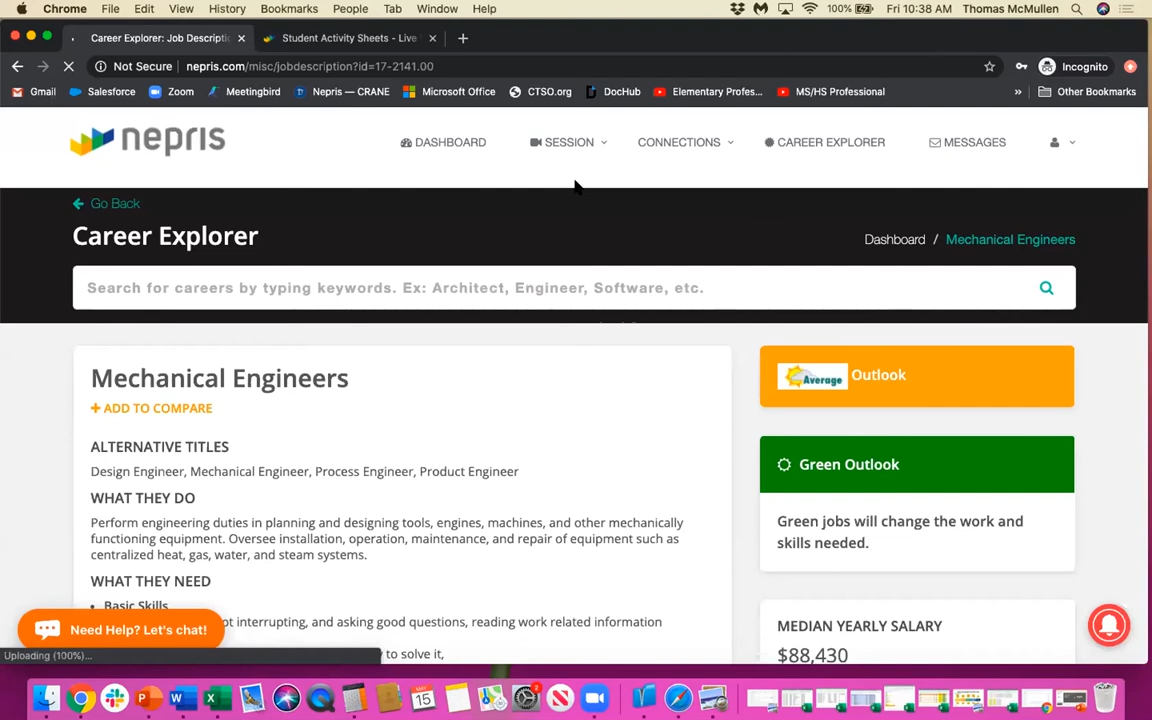 Chrome File Edit View History Bookmarks People Tab Window Help 100% Fri 10:38 AM Thomas McMullen
Career Explorer: Job Descripti Student Activity Sheets - Live
Not Secure nepris.com/misc/jobdescription?id=17-2141.00 Incognito
Gmail Salesforce Zoom Meetingbird Nepris — CRANE Microsoft Office CTSO.org DocHub Elementary Profes... MS/HS Professional » Other Bookmarks
nepris DASHBOARD SESSION CONNECTIONS CAREER EXPLORER MESSAGES
Go Back
Career Explorer
Dashboard / Mechanical Engineers
Search for careers by typing keywords. Ex: Architect, Engineer, Software, etc.
Mechanical Engineers
+ ADD TO COMPARE
ALTERNATIVE TITLES
Design Engineer, Mechanical Engineer, Process Engineer, Product Engineer
WHAT THEY DO
Perform engineering duties in planning and designing tools, engines, machines, and other mechanically
functioning equipment. Oversee installation, operation, maintenance, and repair of equipment such as
centralized heat, gas, water, and steam systems.
WHAT THEY NEED
• Basic Skills
interrupting, and asking good questions, reading work related information
to solve it,
Average Outlook
Green Outlook
Green jobs will change the work and
skills needed.
MEDIAN YEARLY SALARY
$88,430
Need Help? Let's chat!
Uploading (100%)...
MAY
15
2